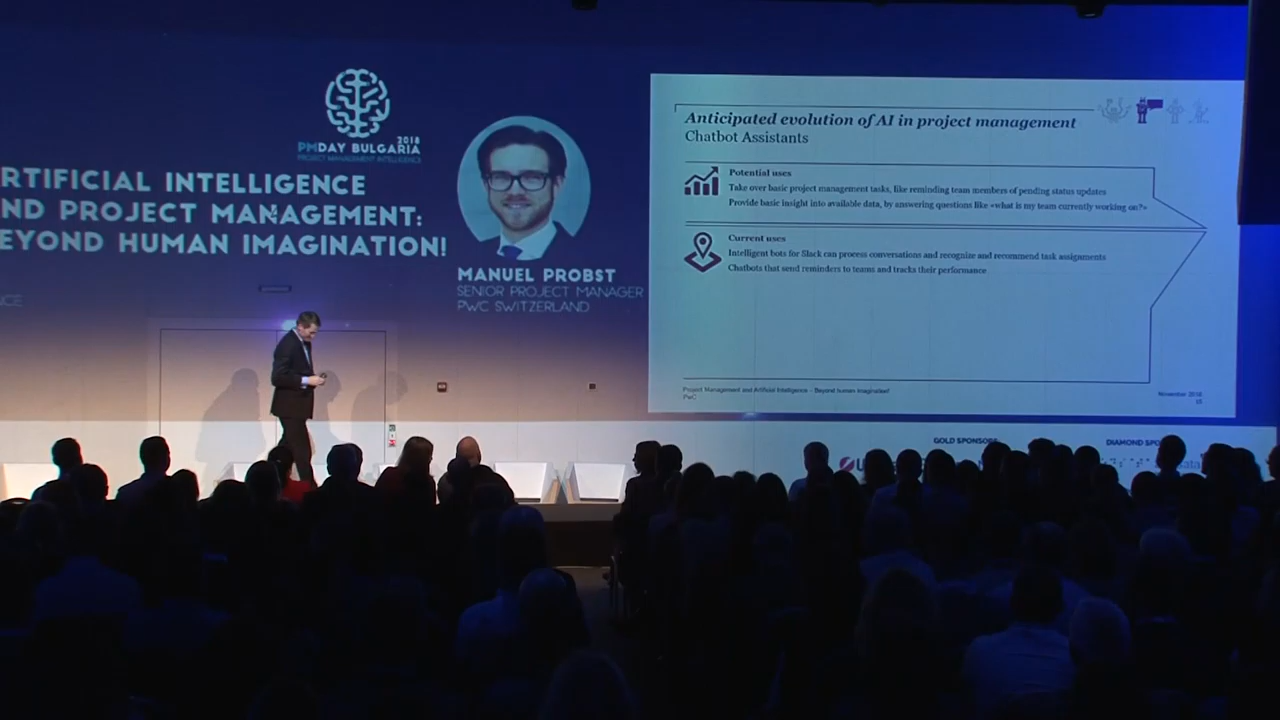 2018
PMDAY BULGARIA
PROJECT MANAGEMENT INTELLIGENCE
RTIFICIAL INTELLIGENCE
ND PROJECT MANAGEMENT:
EYOND HUMAN IMAGINATION!
NCE
MANUEL PROBST
SENIOR PROJECT MANAGER
PWC SWITZERLAND
Anticipated evolution of AI in project management
Chatbot Assistants
Potential uses
Take over basic project management tasks, like reminding team members of pending status updates
Provide basic insight into available data, by answering questions like «what is my team currently working on?»
Current uses
Intelligent bots for Slack can process conversations and recognize and recommend task assignments
Chatbots that send reminders to teams and tracks their performance
Project Management and Artificial Intelligence – Beyond human imagination!
PwC
November 2018
GOLD SPONSORS
DIAMOND SPO